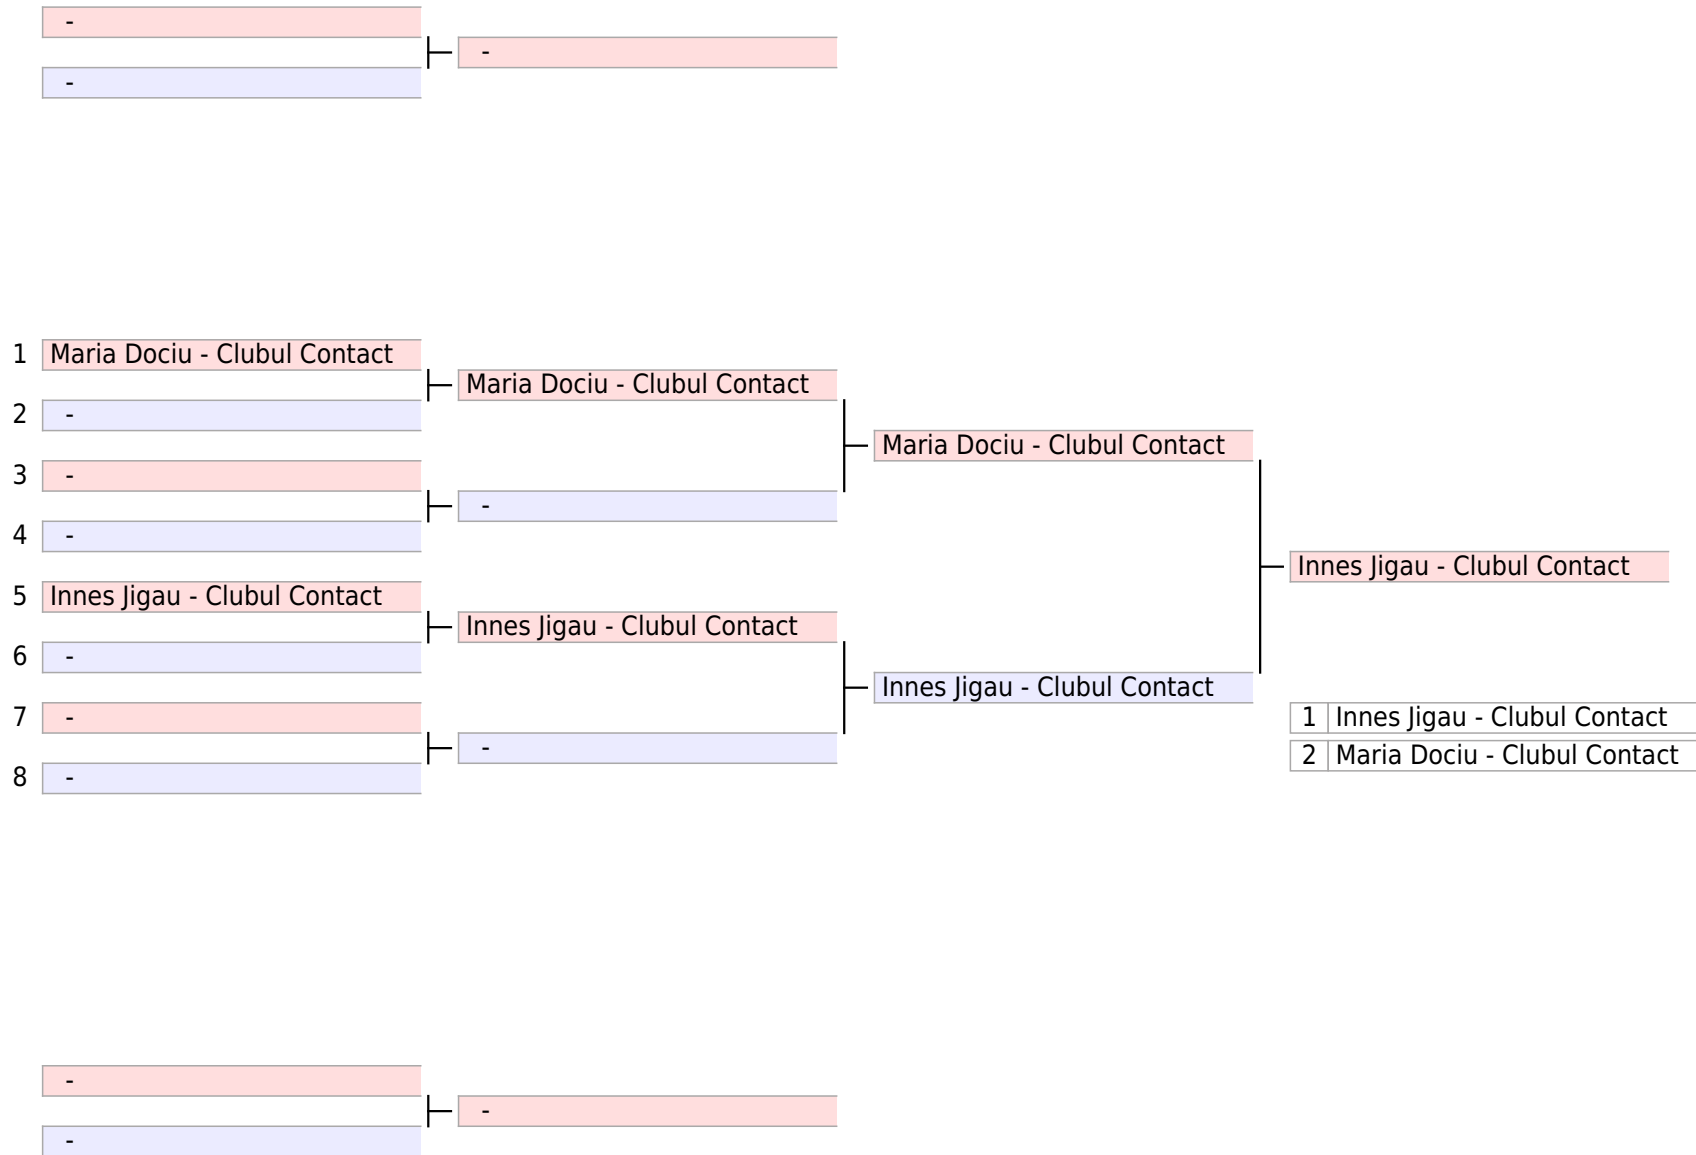 -
-
-
1 Maria Dociu - Clubul Contact
Maria Dociu - Clubul Contact
2 -
Maria Dociu - Clubul Contact
3 -
-
4 -
Innes Jigau - Clubul Contact
5 Innes Jigau - Clubul Contact
Innes Jigau - Clubul Contact
6 -
Innes Jigau - Clubul Contact
7 -
1 Innes Jigau - Clubul Contact
-
2 Maria Dociu - Clubul Contact
8 -
-
-
-